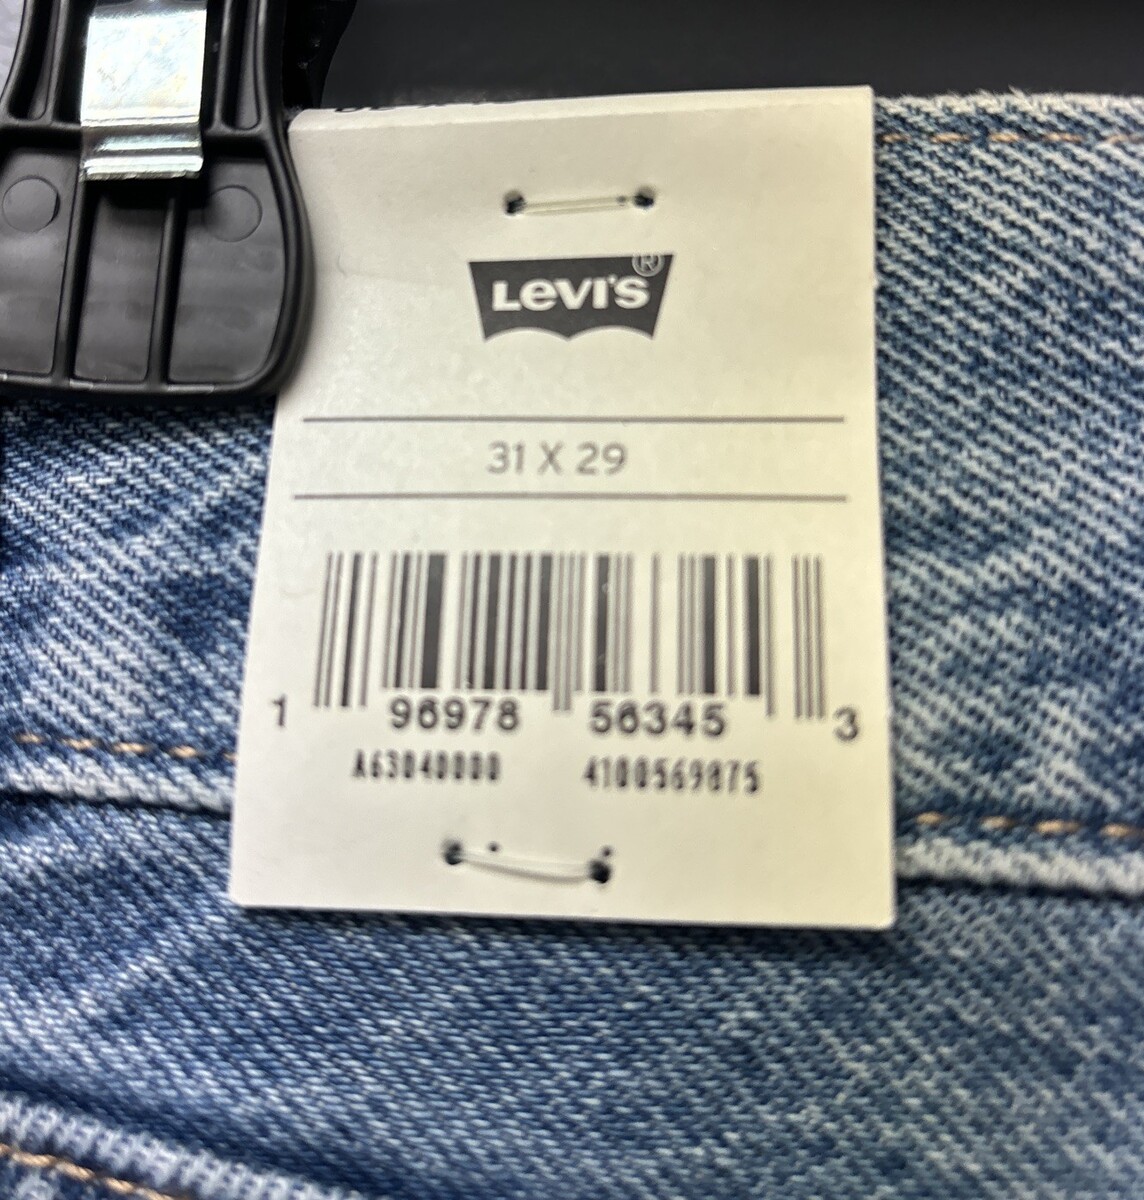 LEVI'S®
31 X 29
1 96978 56345 3
A63040000 4100569875